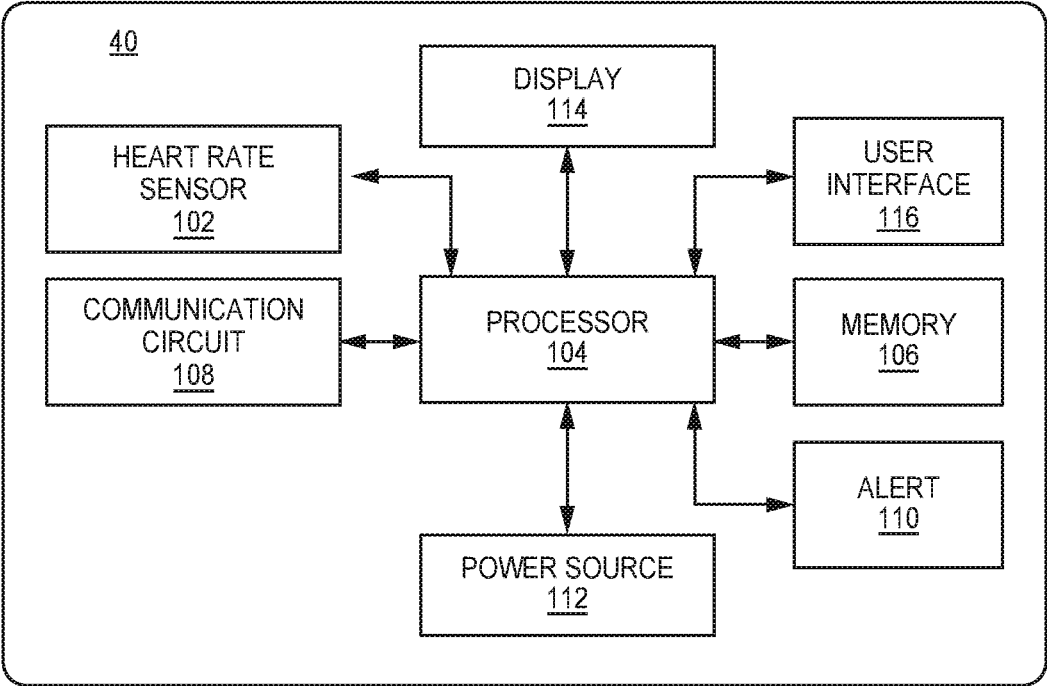 40
DISPLAY
114
HEART RATE
SENSOR
102
USER
INTERFACE
116
COMMUNICATION
CIRCUIT
108
PROCESSOR
104
MEMORY
106
ALERT
110
POWER SOURCE
112